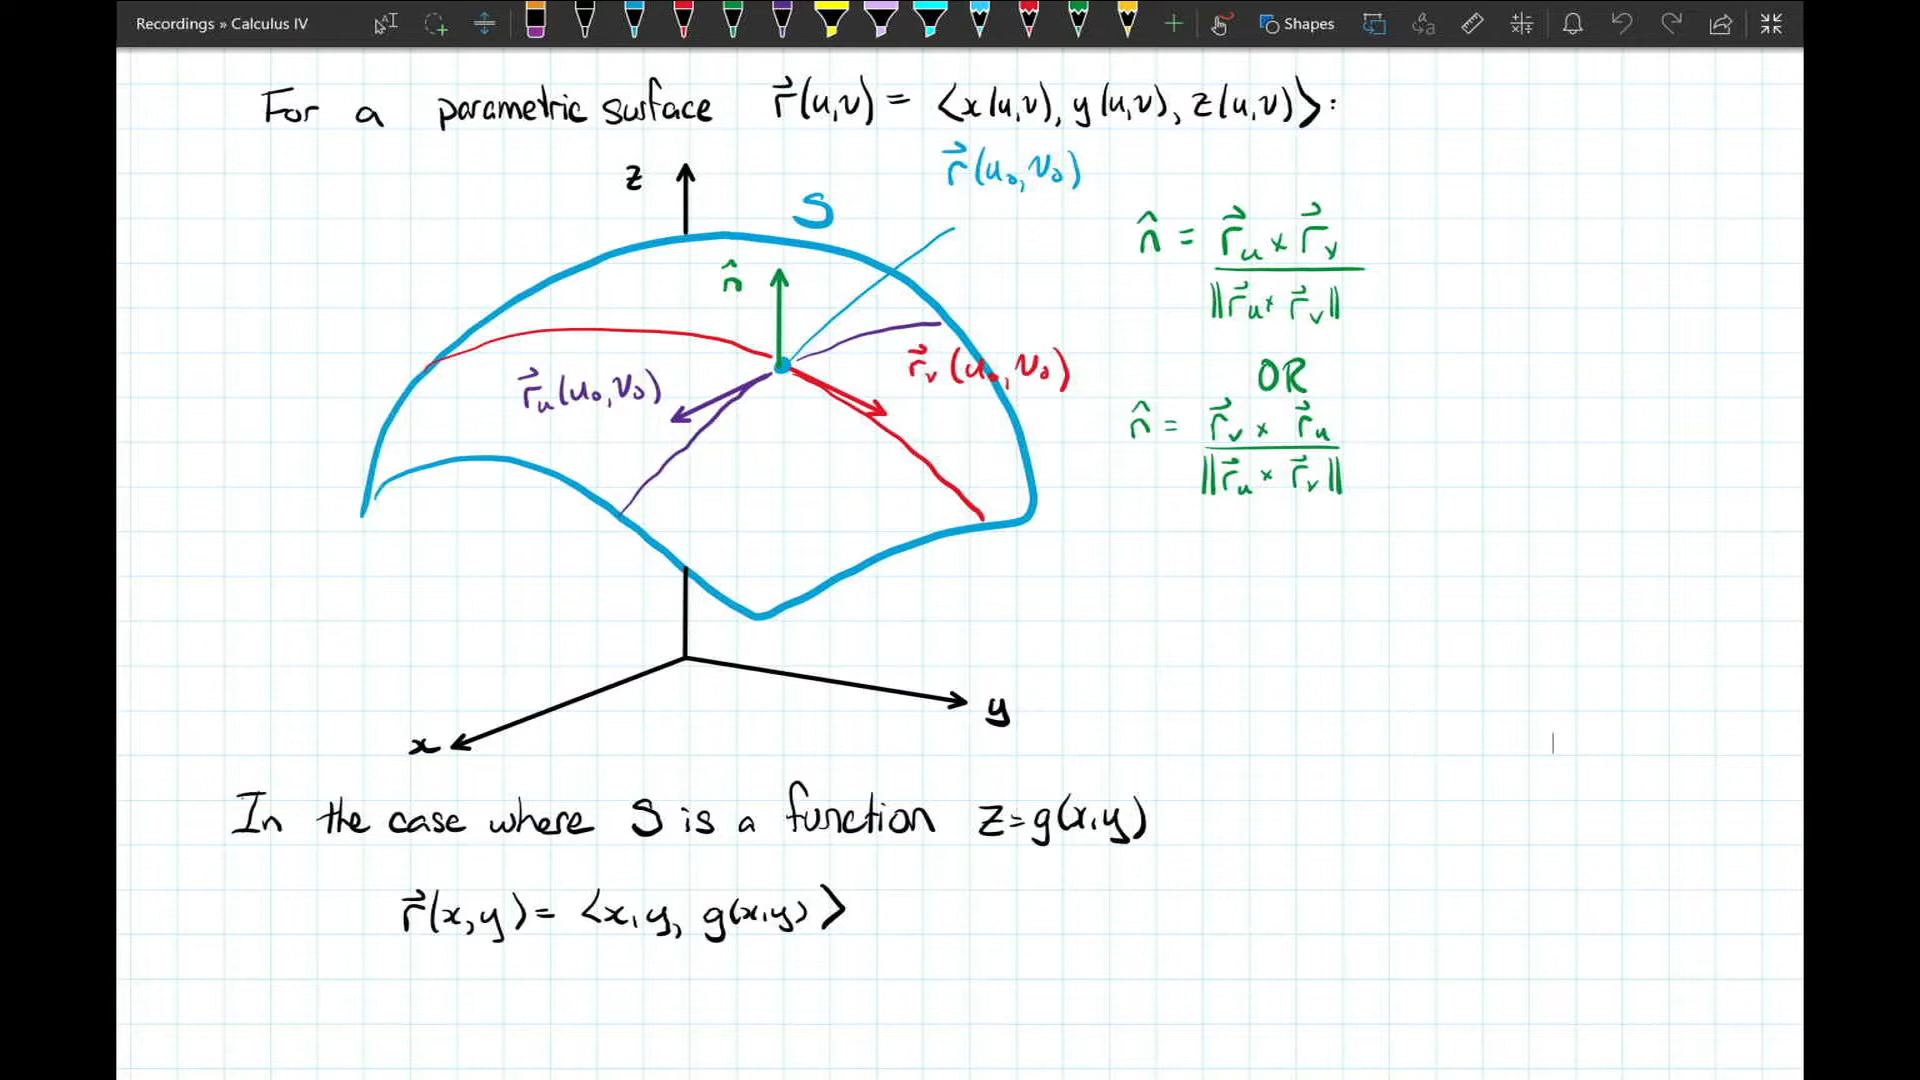 Recordings » Calculus IV
Shapes
For a parametric surface r⃗(u,v) = ⟨x(u,v), y(u,v), z(u,v)⟩:
r⃗(u₀,v₀)
z
S
n̂ = r⃗ᵤ × r⃗ᵥ
‖r⃗ᵤ × r⃗ᵥ‖
n̂
r⃗ᵤ(u₀,v₀)
r⃗ᵥ(u₀,v₀)
OR
n̂ = r⃗ᵥ × r⃗ᵤ
‖r⃗ᵤ × r⃗ᵥ‖
y
x
In the case where S is a function z=g(x,y)
r⃗(x,y) = ⟨x,y, g(x,y)⟩